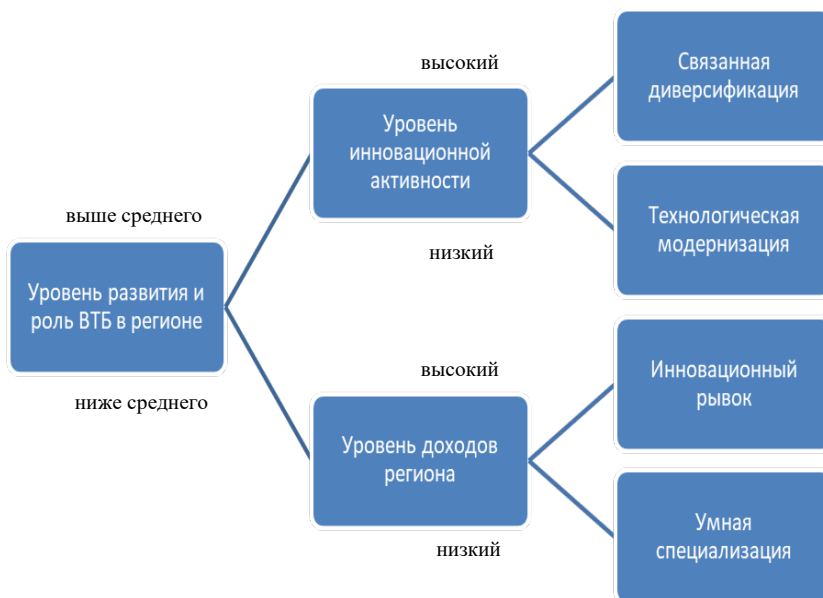 выше среднего
Уровень развития и
роль ВТБ в регионе
ниже среднего
высокий
Уровень
инновационной
активности
низкий
высокий
Уровень доходов
региона
низкий
Связанная
диверсификация
Технологическая
модернизация
Инновационный
рывок
Умная
специализация